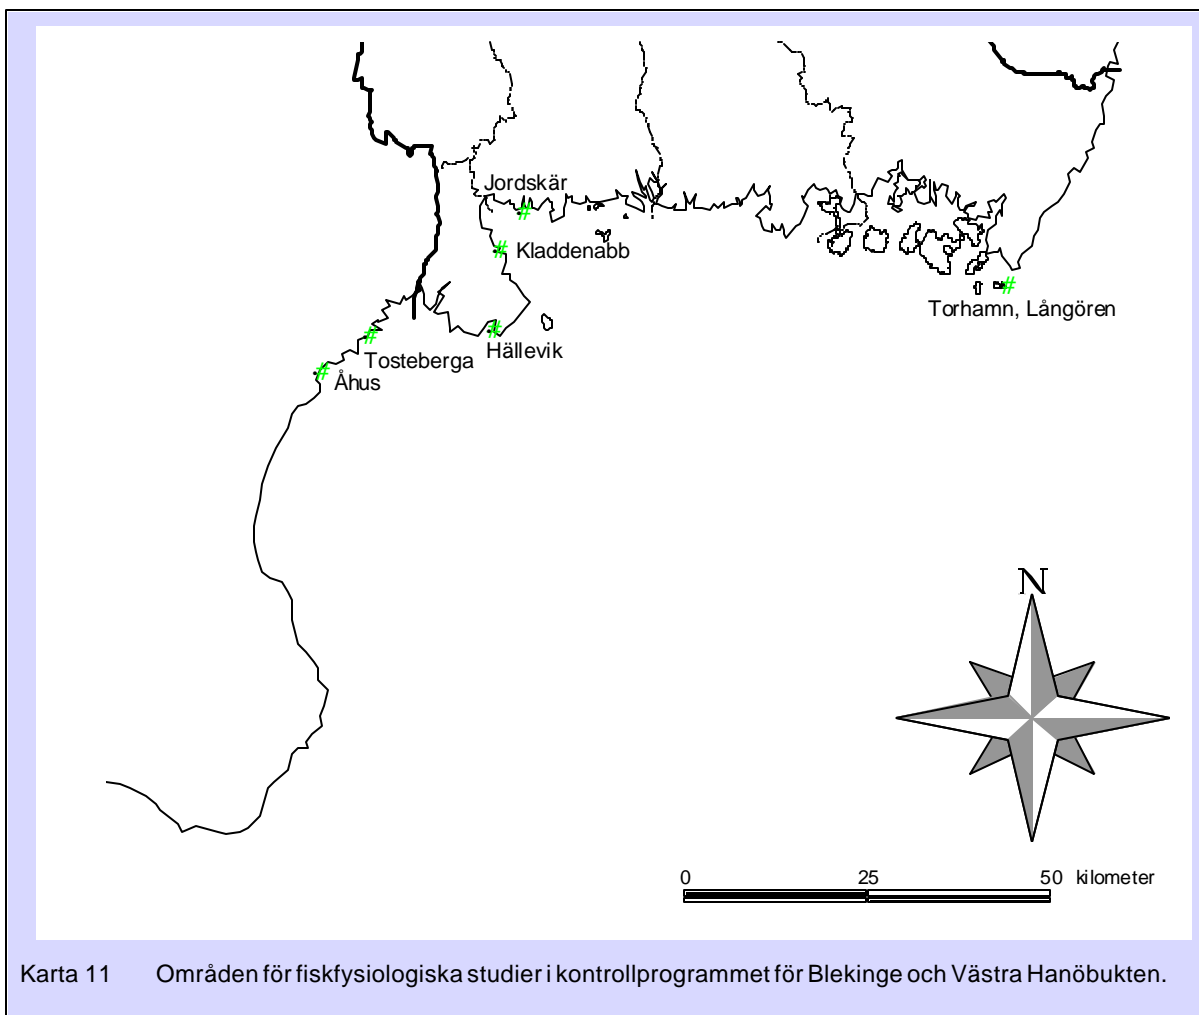 Jordskär
Kladdenabb
Torhamn, Långören
Hällevik
Tosteberga
Åhus
N
0 25 50 kilometer
Karta 11 Områden för fiskfysiologiska studier i kontrollprogrammet för Blekinge och Västra Hanöbukten.